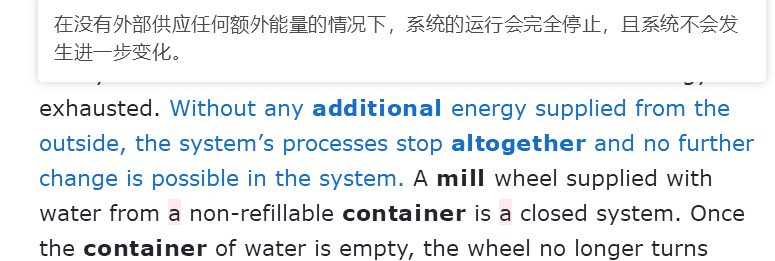 在没有外部供应任何额外能量的情况下，系统的运行会完全停止，且系统不会发
生进一步变化。
exhausted. Without any additional energy supplied from the
outside, the system’s processes stop altogether and no further
change is possible in the system. A mill wheel supplied with
water from a non-refillable container is a closed system. Once
the container of water is empty, the wheel no longer turns